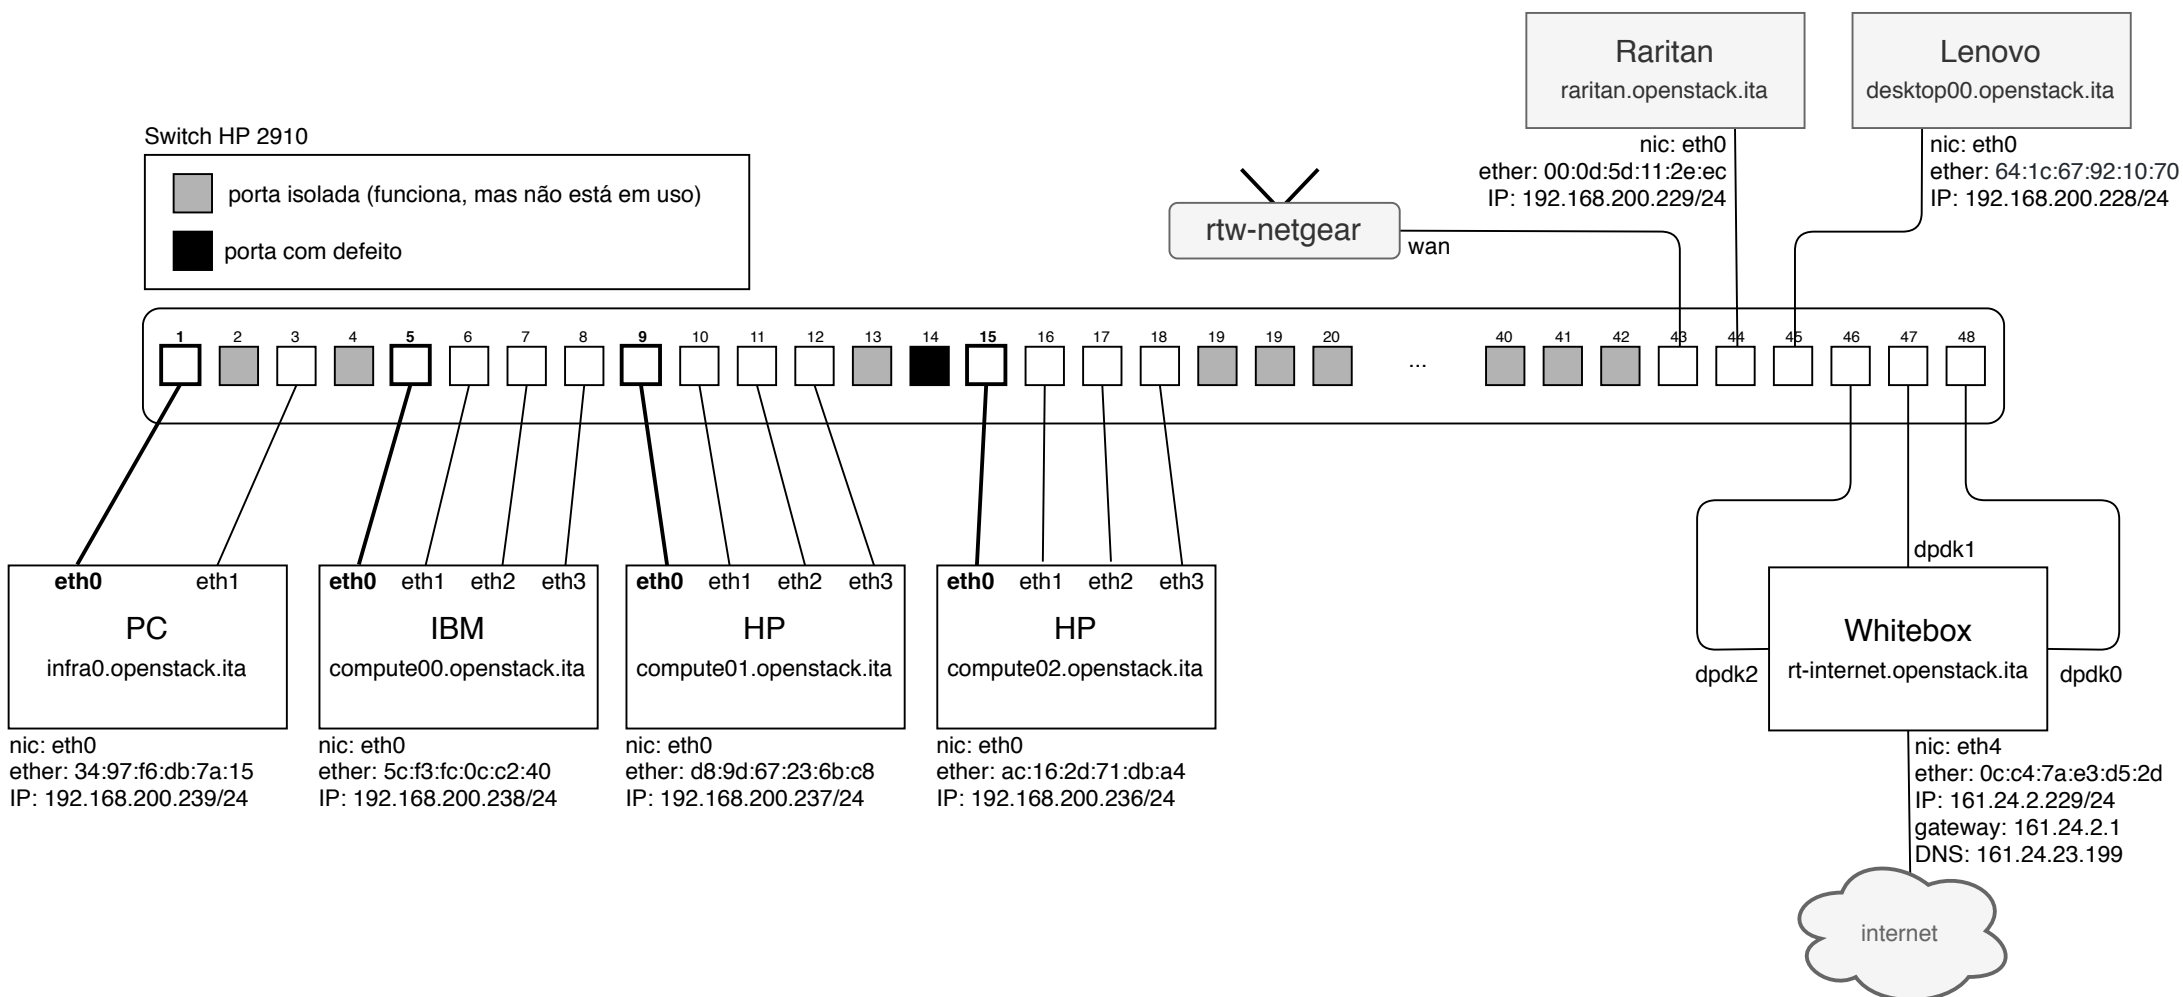 Raritan
raritan.openstack.ita
Lenovo
desktop00.openstack.ita
Switch HP 2910
porta isolada (funciona, mas não está em uso)
porta com defeito
nic: eth0
ether: 00:0d:5d:11:2e:ec
IP: 192.168.200.229/24
nic: eth0
ether: 64:1c:67:92:10:70
IP: 192.168.200.228/24
rtw-netgear
wan
1 2 3 4 5 6 7 8 9 10 11 12 13 14 15 16 17 18 19 19 20 ... 40 41 42 43 44 45 46 47 48
eth0 eth1
PC
infra0.openstack.ita
nic: eth0
ether: 34:97:f6:db:7a:15
IP: 192.168.200.239/24
eth0 eth1 eth2 eth3
IBM
compute00.openstack.ita
nic: eth0
ether: 5c:f3:fc:0c:c2:40
IP: 192.168.200.238/24
eth0 eth1 eth2 eth3
HP
compute01.openstack.ita
nic: eth0
ether: d8:9d:67:23:6b:c8
IP: 192.168.200.237/24
eth0 eth1 eth2 eth3
HP
compute02.openstack.ita
nic: eth0
ether: ac:16:2d:71:db:a4
IP: 192.168.200.236/24
dpdk1
Whitebox
rt-internet.openstack.ita
dpdk2
dpdk0
nic: eth4
ether: 0c:c4:7a:e3:d5:2d
IP: 161.24.2.229/24
gateway: 161.24.2.1
DNS: 161.24.23.199
internet